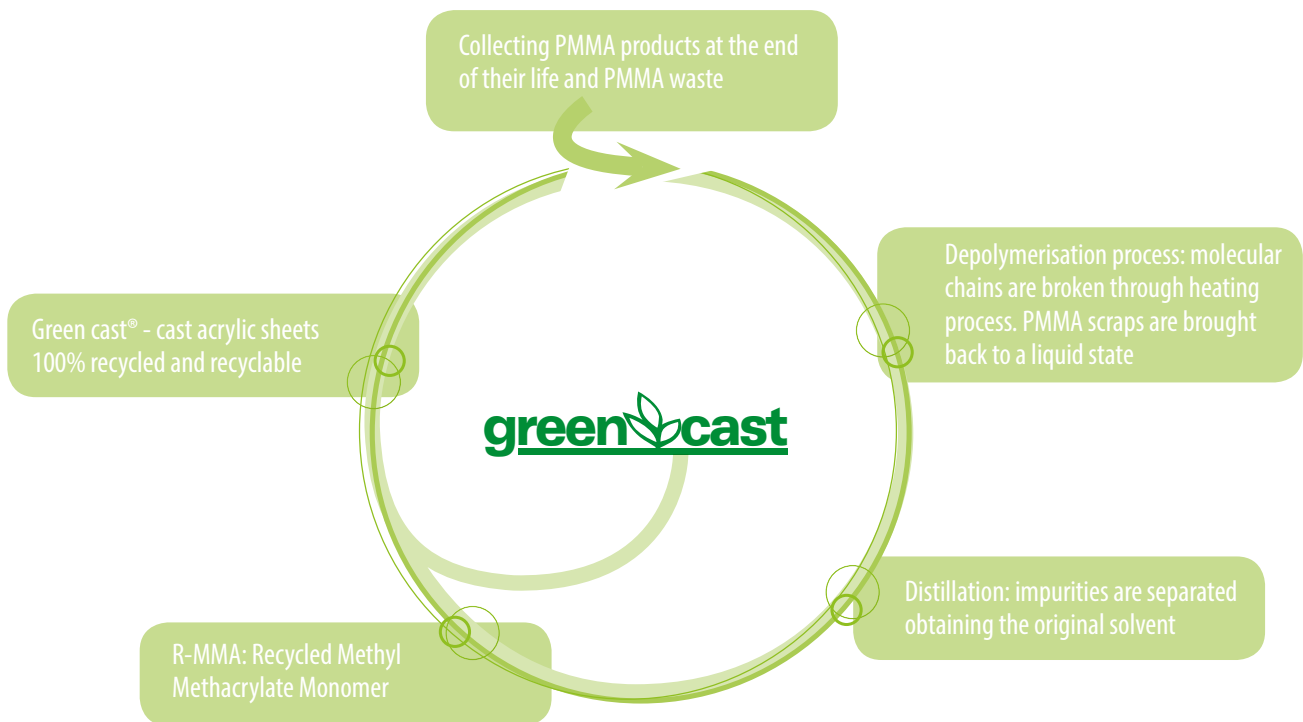 Collecting PMMA products at the end
of their life and PMMA waste
Depolymerisation process: molecular
chains are broken through heating
process. PMMA scraps are brought
back to a liquid state
Distillation: impurities are separated
obtaining the original solvent
R-MMA: Recycled Methyl
Methacrylate Monomer
Green cast® - cast acrylic sheets
100% recycled and recyclable
green cast